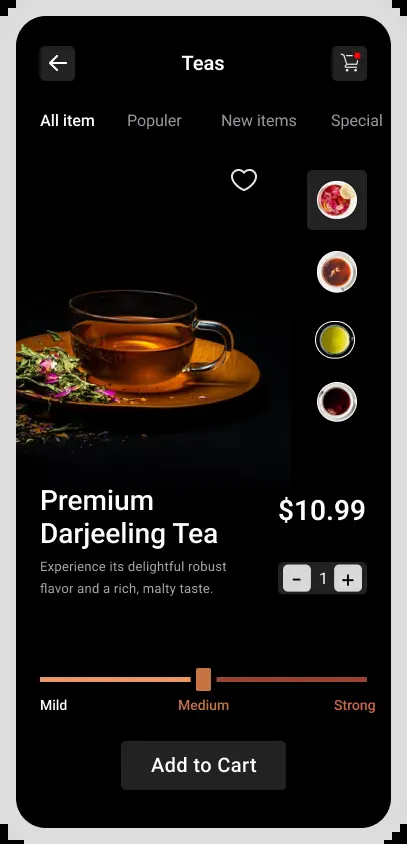 Teas
All item Populer New items Special
Premium
Darjeeling Tea
$10.99
Experience its delightful robust
flavor and a rich, malty taste.
- 1 +
Mild Medium Strong
Add to Cart